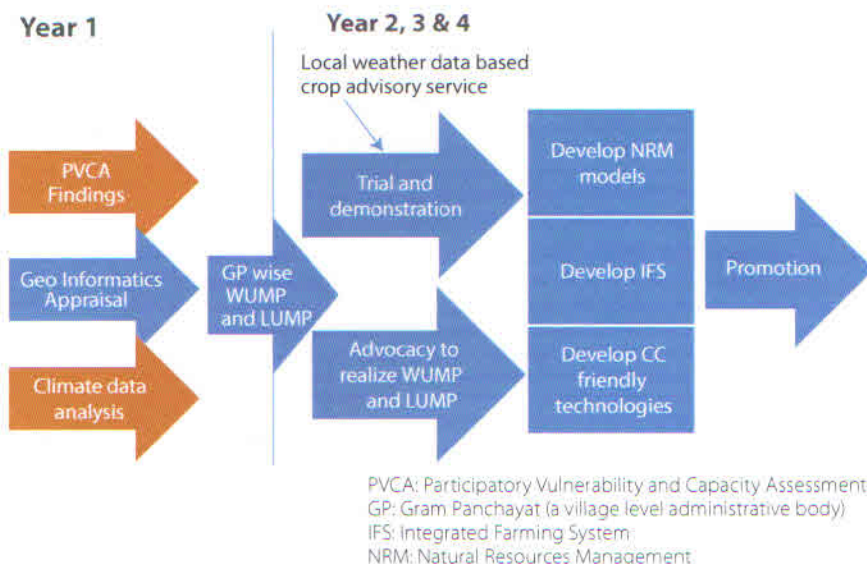 Year 1
Year 2, 3 & 4
Local weather data based
crop advisory service
PVCA
Findings
Geo Informatics
Appraisal
Climate data
analysis
GP wise
WUMP
and LUMP
Trial and
demonstration
Advocacy to
realize WUMP
and LUMP
Develop NRM
models
Develop IFS
Develop CC
friendly
technologies
Promotion
PVCA: Participatory Vulnerability and Capacity Assessment
GP: Gram Panchayat (a village level administrative body)
IFS: Integrated Farming System
NRM: Natural Resources Management